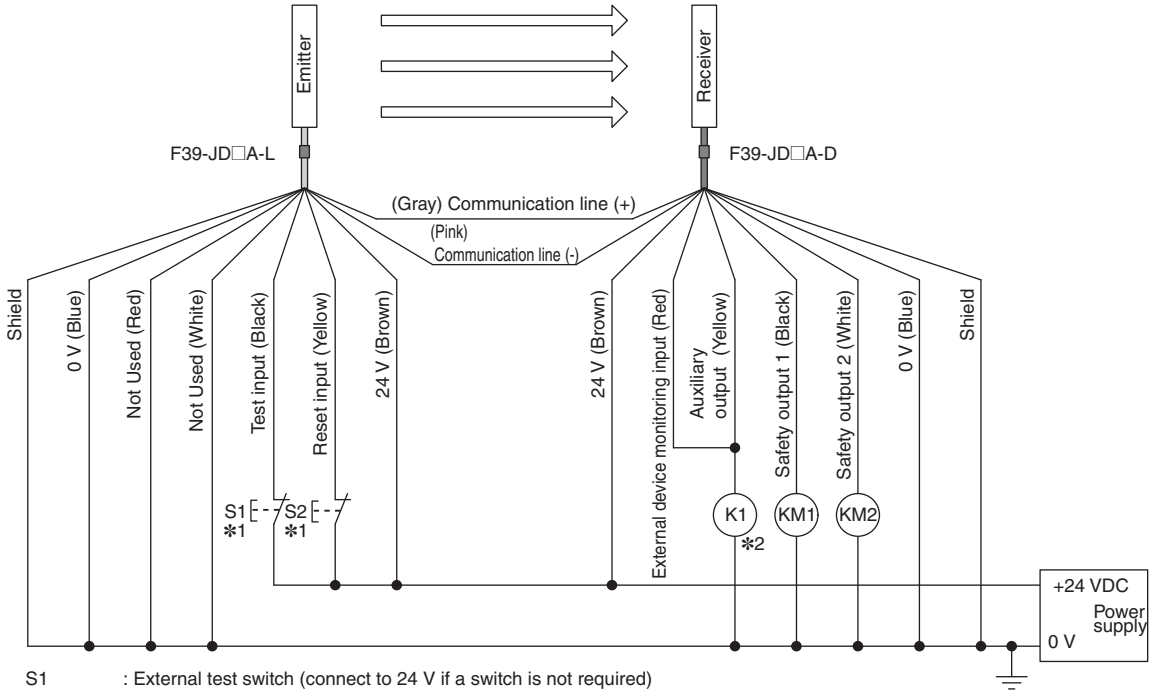 Emitter
Receiver
F39-JD□A-L
F39-JD□A-D
(Gray) Communication line (+)
(Pink)
Communication line (-)
Shield
0 V (Blue)
Not Used (Red)
Not Used (White)
Test input (Black)
Reset input (Yellow)
24 V (Brown)
24 V (Brown)
External device monitoring input (Red)
Auxiliary
output (Yellow)
Safety output 1 (Black)
Safety output 2 (White)
0 V (Blue)
Shield
S1
✻1
S2
✻1
K1
✻2
KM1
KM2
+24 VDC
Power
supply
0 V
S1 : External test switch (connect to 24 V if a switch is not required)